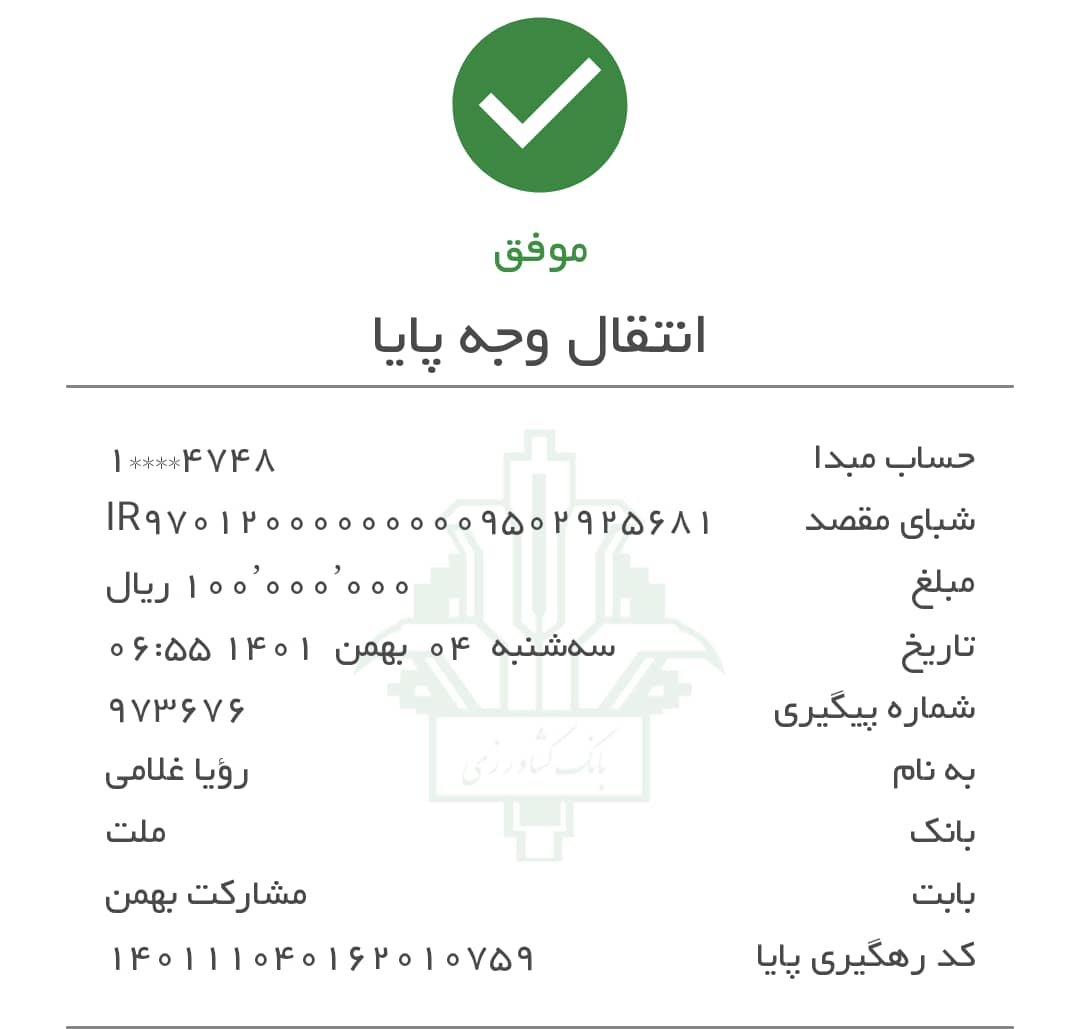 موفق
انتقال وجه پایا
حساب مبدا ۱****۴۷۴۸
شبای مقصد IR۹۷۰۱۲۰۰۰۰۰۰۰۰۰۹۵۰۲۹۲۵۶۸۱
مبلغ ۱۰۰٬۰۰۰٬۰۰۰ ریال
تاریخ سه‌شنبه ۰۴ بهمن ۱۴۰۱ ۰۶:۵۵
شماره پیگیری ۹۷۳۶۷۶
بانک کشاورزی
به نام رؤیا غلامی
بانک ملت
بابت مشارکت بهمن
کد رهگیری پایا ۱۴۰۱۱۱۰۴۰۱۶۲۰۱۰۷۵۹